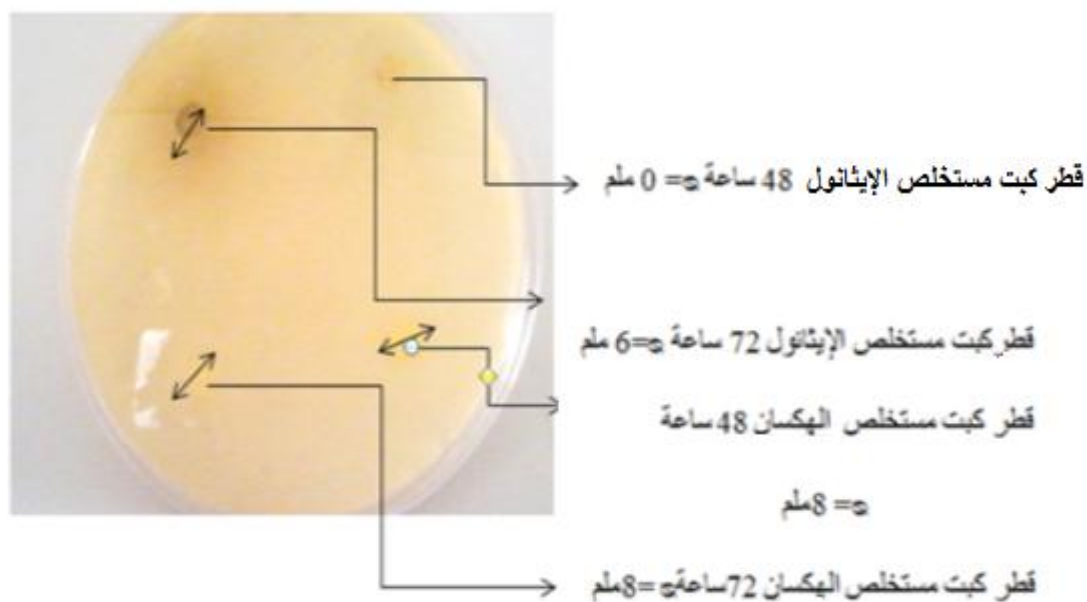 قطر كبت مستخلص الإيثانول 48 ساعة = 0 ملم
قطر كبت مستخلص الإيثانول 72 ساعة =6 ملم
قطر كبت مستخلص الهكسان 48 ساعة
= 8ملم
قطر كبت مستخلص الهكسان 72ساعة =8ملم